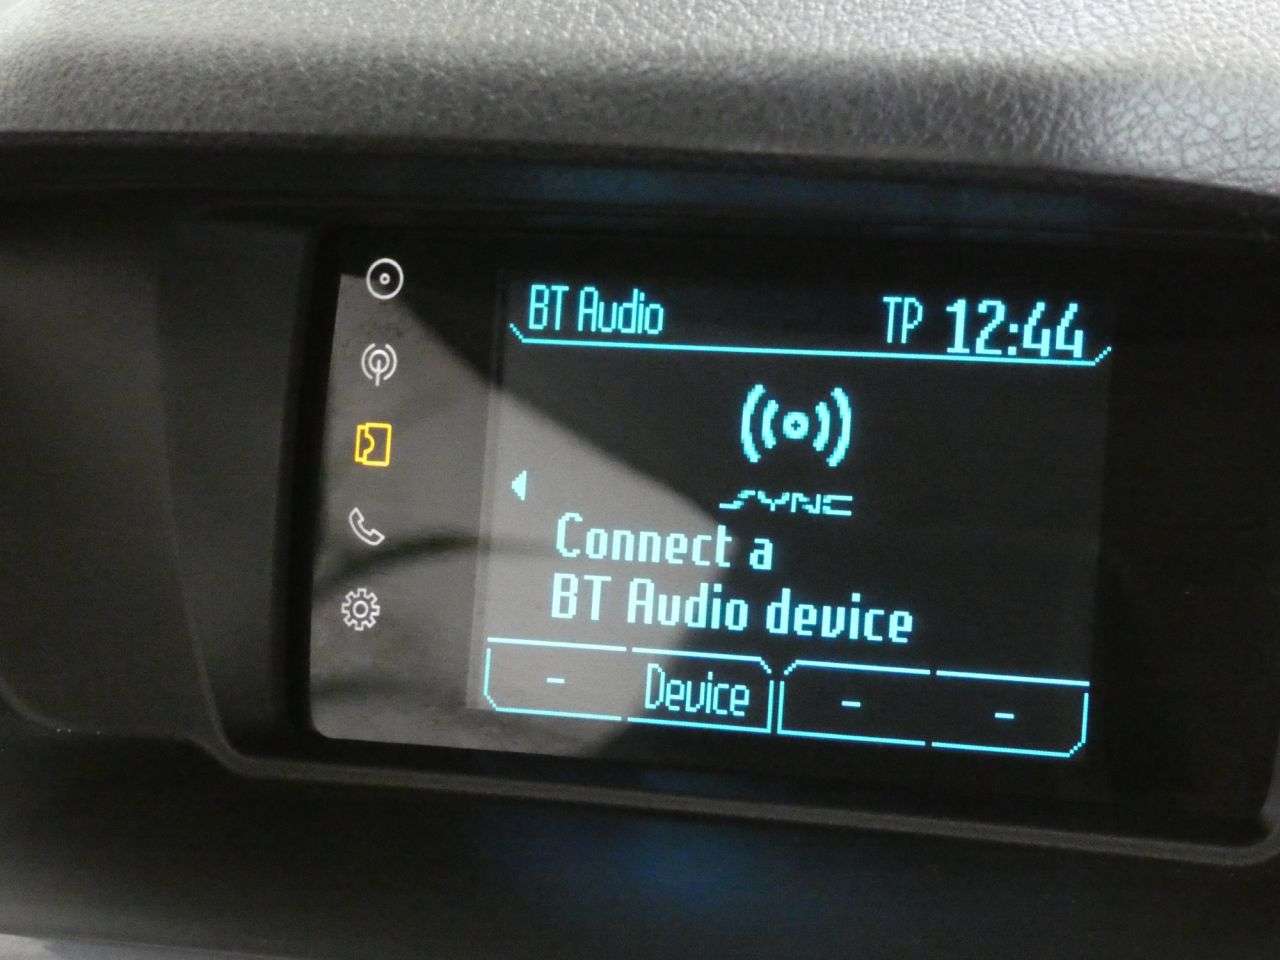 BT Audio TP 12:44
SYNC
Connect a
BT Audio device
- Device - -